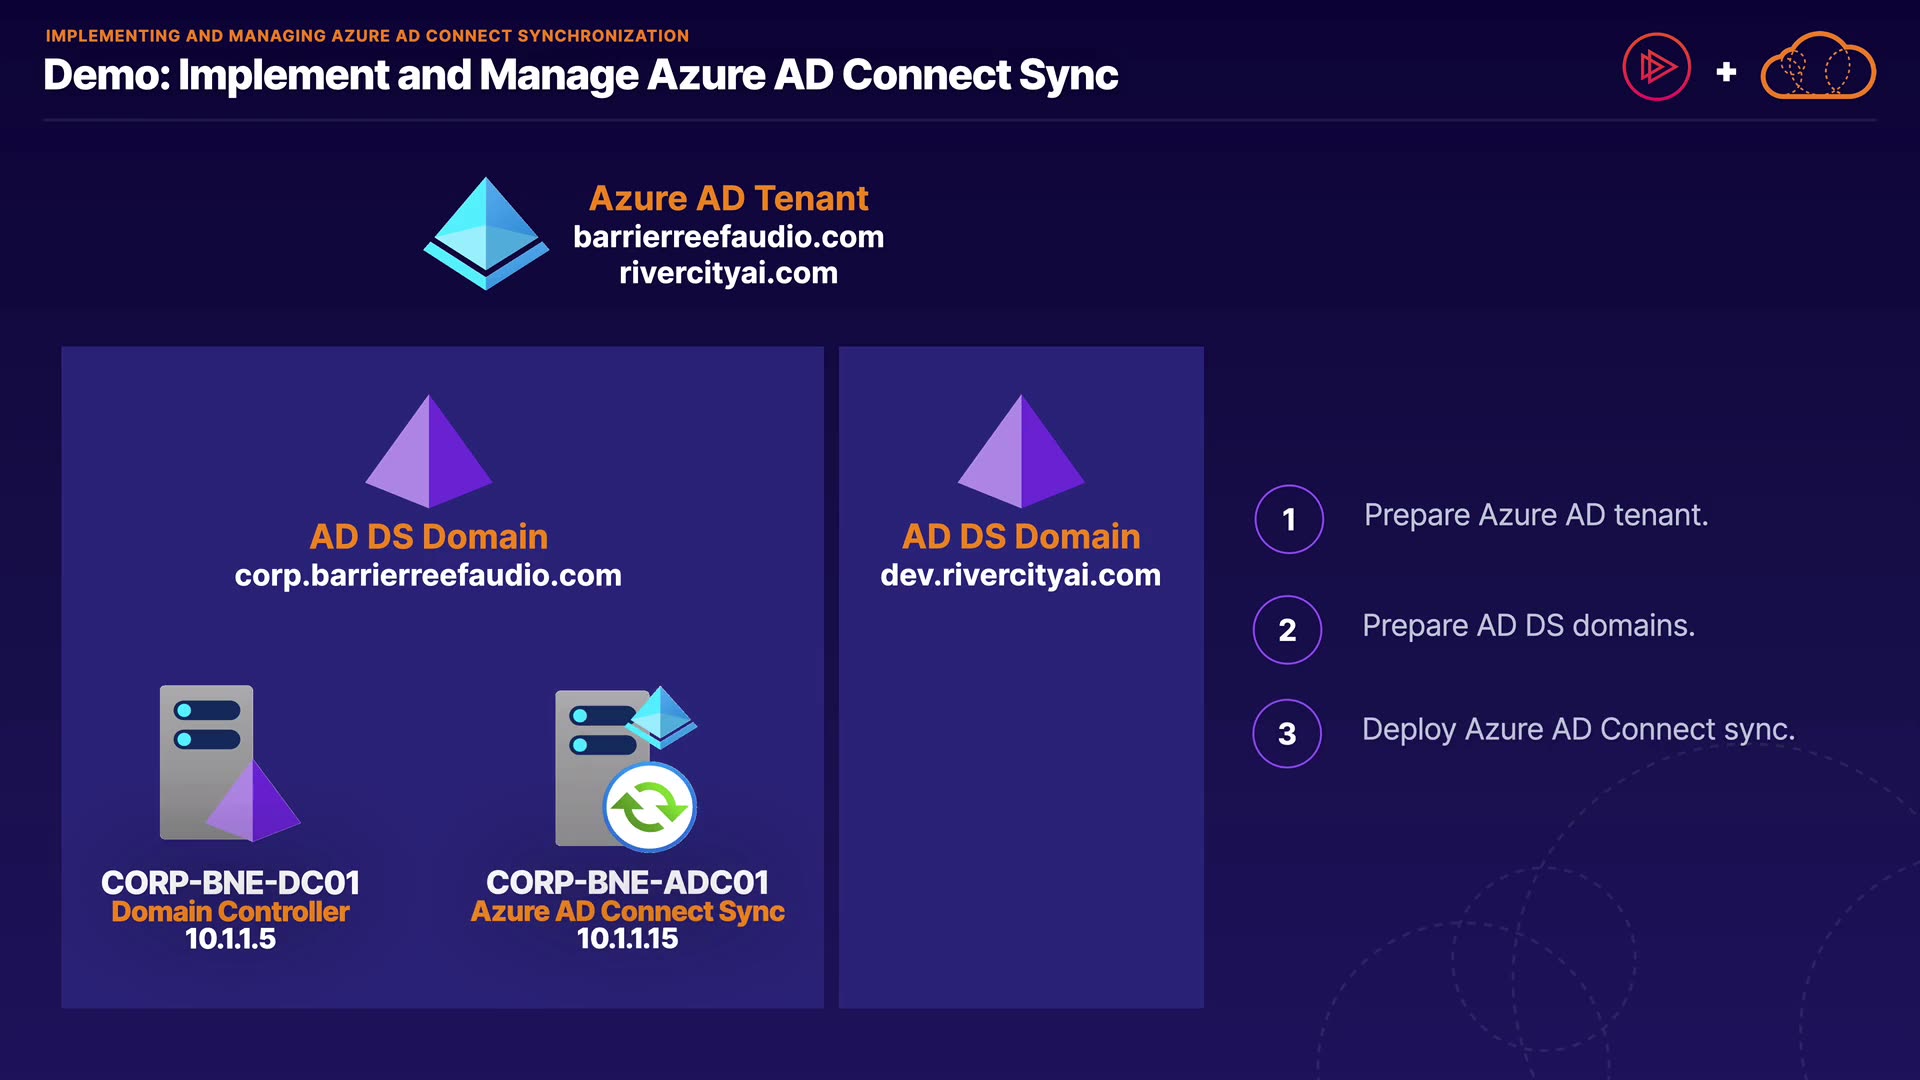 IMPLEMENTING AND MANAGING AZURE AD CONNECT SYNCHRONIZATION
Demo: Implement and Manage Azure AD Connect Sync
+
Azure AD Tenant
barrierreefaudio.com
rivercityai.com
AD DS Domain
corp.barrierreefaudio.com
AD DS Domain
dev.rivercityai.com
CORP-BNE-DC01
Domain Controller
10.1.1.5
CORP-BNE-ADC01
Azure AD Connect Sync
10.1.1.15
1 Prepare Azure AD tenant.
2 Prepare AD DS domains.
3 Deploy Azure AD Connect sync.